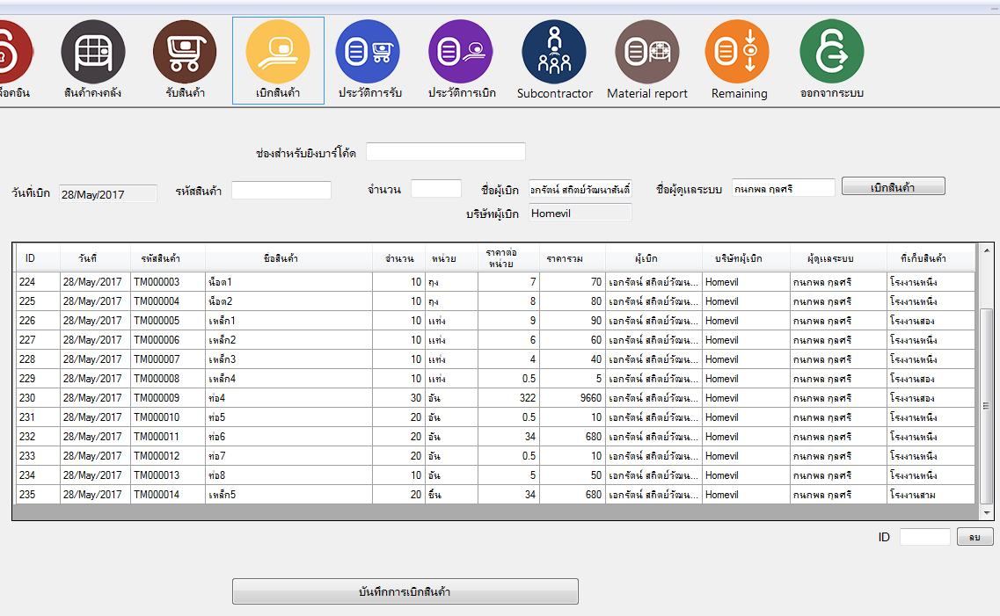 ล็อคอิน สินค้าคงคลัง รับสินค้า เบิกสินค้า ประวัติการรับ ประวัติการเบิก Subcontractor Material report Remaining ออกจากระบบ
ช่องสำหรับยิงบาร์โค้ด
วันที่เบิก 28/May/2017 รหัสสินค้า จำนวน ชื่อผู้เบิก อกรัตน์ สถิตย์วัฒนาสันติ์ ชื่อผู้ดูแลระบบ กนกพล กุลศรี เบิกสินค้า
บริษัทผู้เบิก Homevil
ID วันที่ รหัสสินค้า ชื่อสินค้า จำนวน หน่วย ราคาต่อหน่วย ราคารวม ผู้เบิก บริษัทผู้เบิก ผู้ดูแลระบบ ที่เก็บสินค้า
224 28/May/2017 TM000003 น็อต1 10 ถุง 7 70 เอกรัตน์ สถิตย์วัฒน... Homevil กนกพล กุลศรี โรงงานหนึ่ง
225 28/May/2017 TM000004 น็อต2 10 ถุง 8 80 เอกรัตน์ สถิตย์วัฒน... Homevil กนกพล กุลศรี โรงงานหนึ่ง
226 28/May/2017 TM000005 เหล็ก1 10 แท่ง 9 90 เอกรัตน์ สถิตย์วัฒน... Homevil กนกพล กุลศรี โรงงานสอง
227 28/May/2017 TM000006 เหล็ก2 10 แท่ง 6 60 เอกรัตน์ สถิตย์วัฒน... Homevil กนกพล กุลศรี โรงงานหนึ่ง
228 28/May/2017 TM000007 เหล็ก3 10 แท่ง 4 40 เอกรัตน์ สถิตย์วัฒน... Homevil กนกพล กุลศรี โรงงานหนึ่ง
229 28/May/2017 TM000008 เหล็ก4 10 แท่ง 0.5 5 เอกรัตน์ สถิตย์วัฒน... Homevil กนกพล กุลศรี โรงงานสอง
230 28/May/2017 TM000009 ท่อ4 30 อัน 322 9660 เอกรัตน์ สถิตย์วัฒน... Homevil กนกพล กุลศรี โรงงานสอง
231 28/May/2017 TM000010 ท่อ5 20 อัน 0.5 10 เอกรัตน์ สถิตย์วัฒน... Homevil กนกพล กุลศรี โรงงานหนึ่ง
232 28/May/2017 TM000011 ท่อ6 20 อัน 34 680 เอกรัตน์ สถิตย์วัฒน... Homevil กนกพล กุลศรี โรงงานหนึ่ง
233 28/May/2017 TM000012 ท่อ7 20 อัน 0.5 10 เอกรัตน์ สถิตย์วัฒน... Homevil กนกพล กุลศรี โรงงานหนึ่ง
234 28/May/2017 TM000013 ท่อ8 10 อัน 5 50 เอกรัตน์ สถิตย์วัฒน... Homevil กนกพล กุลศรี โรงงานหนึ่ง
235 28/May/2017 TM000014 เหล็ก5 20 ชิ้น 34 680 เอกรัตน์ สถิตย์วัฒน... Homevil กนกพล กุลศรี โรงงานสาม
ID ลบ
บันทึกการเบิกสินค้า